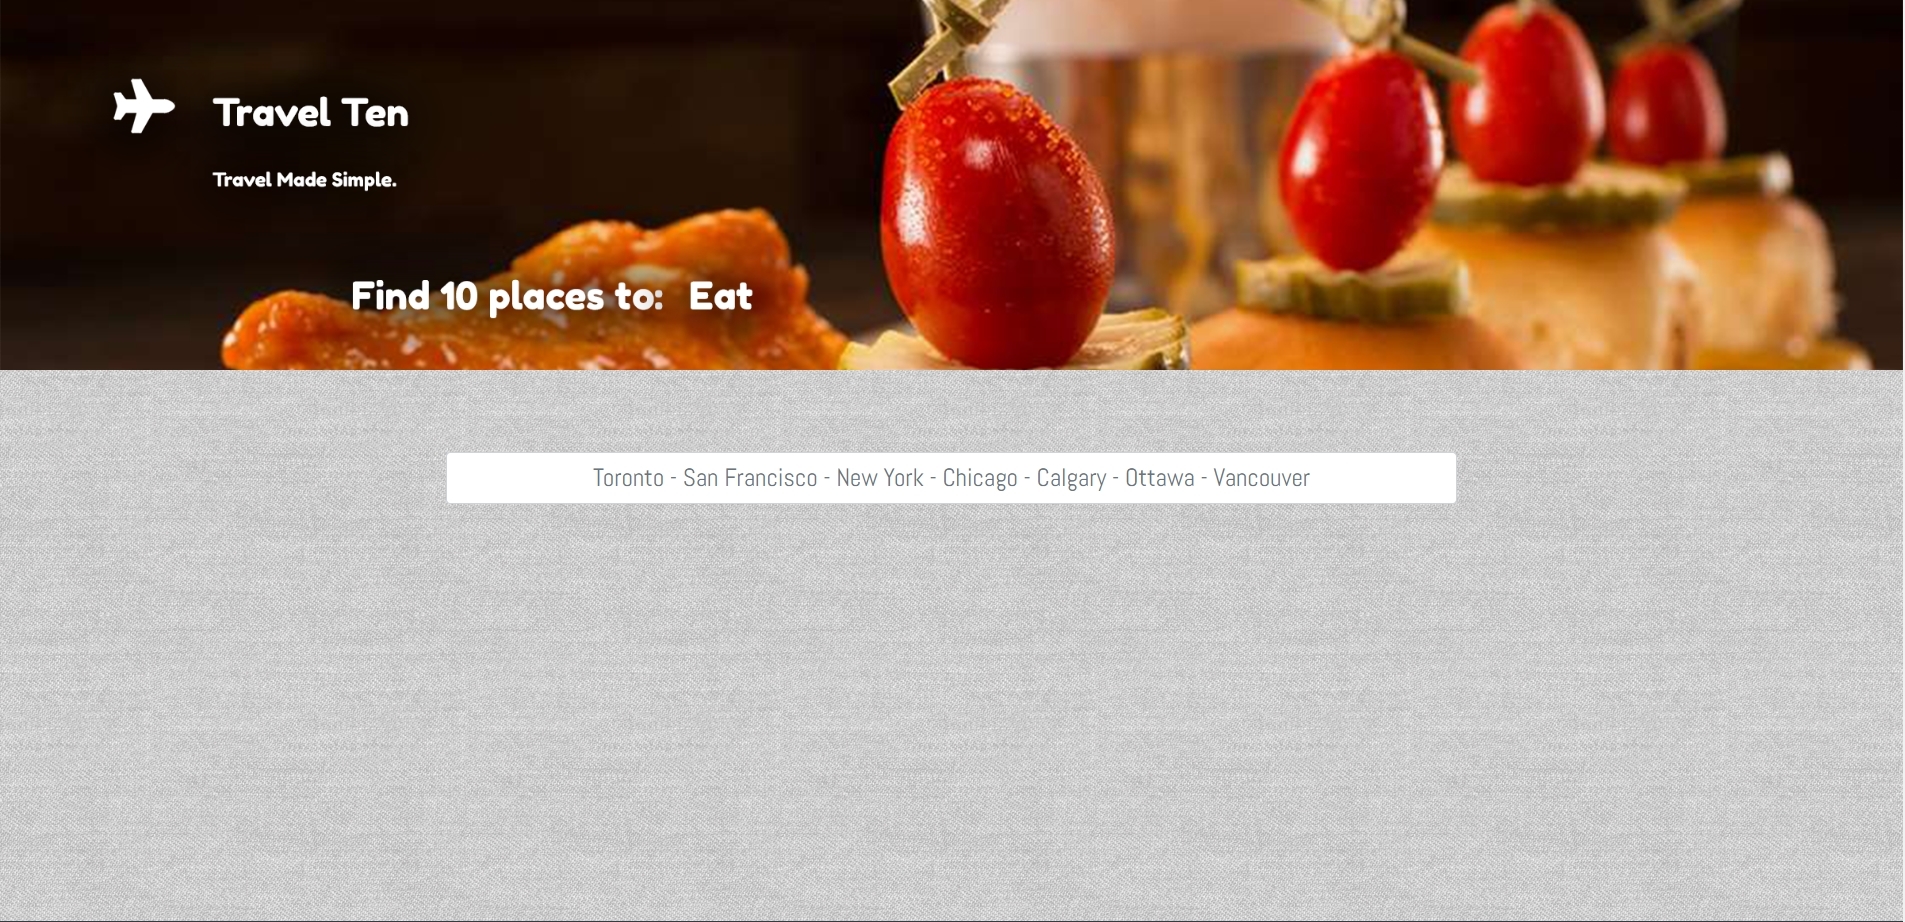 Travel Ten
Travel Made Simple.
Find 10 places to: Eat
Toronto - San Francisco - New York - Chicago - Calgary - Ottawa - Vancouver